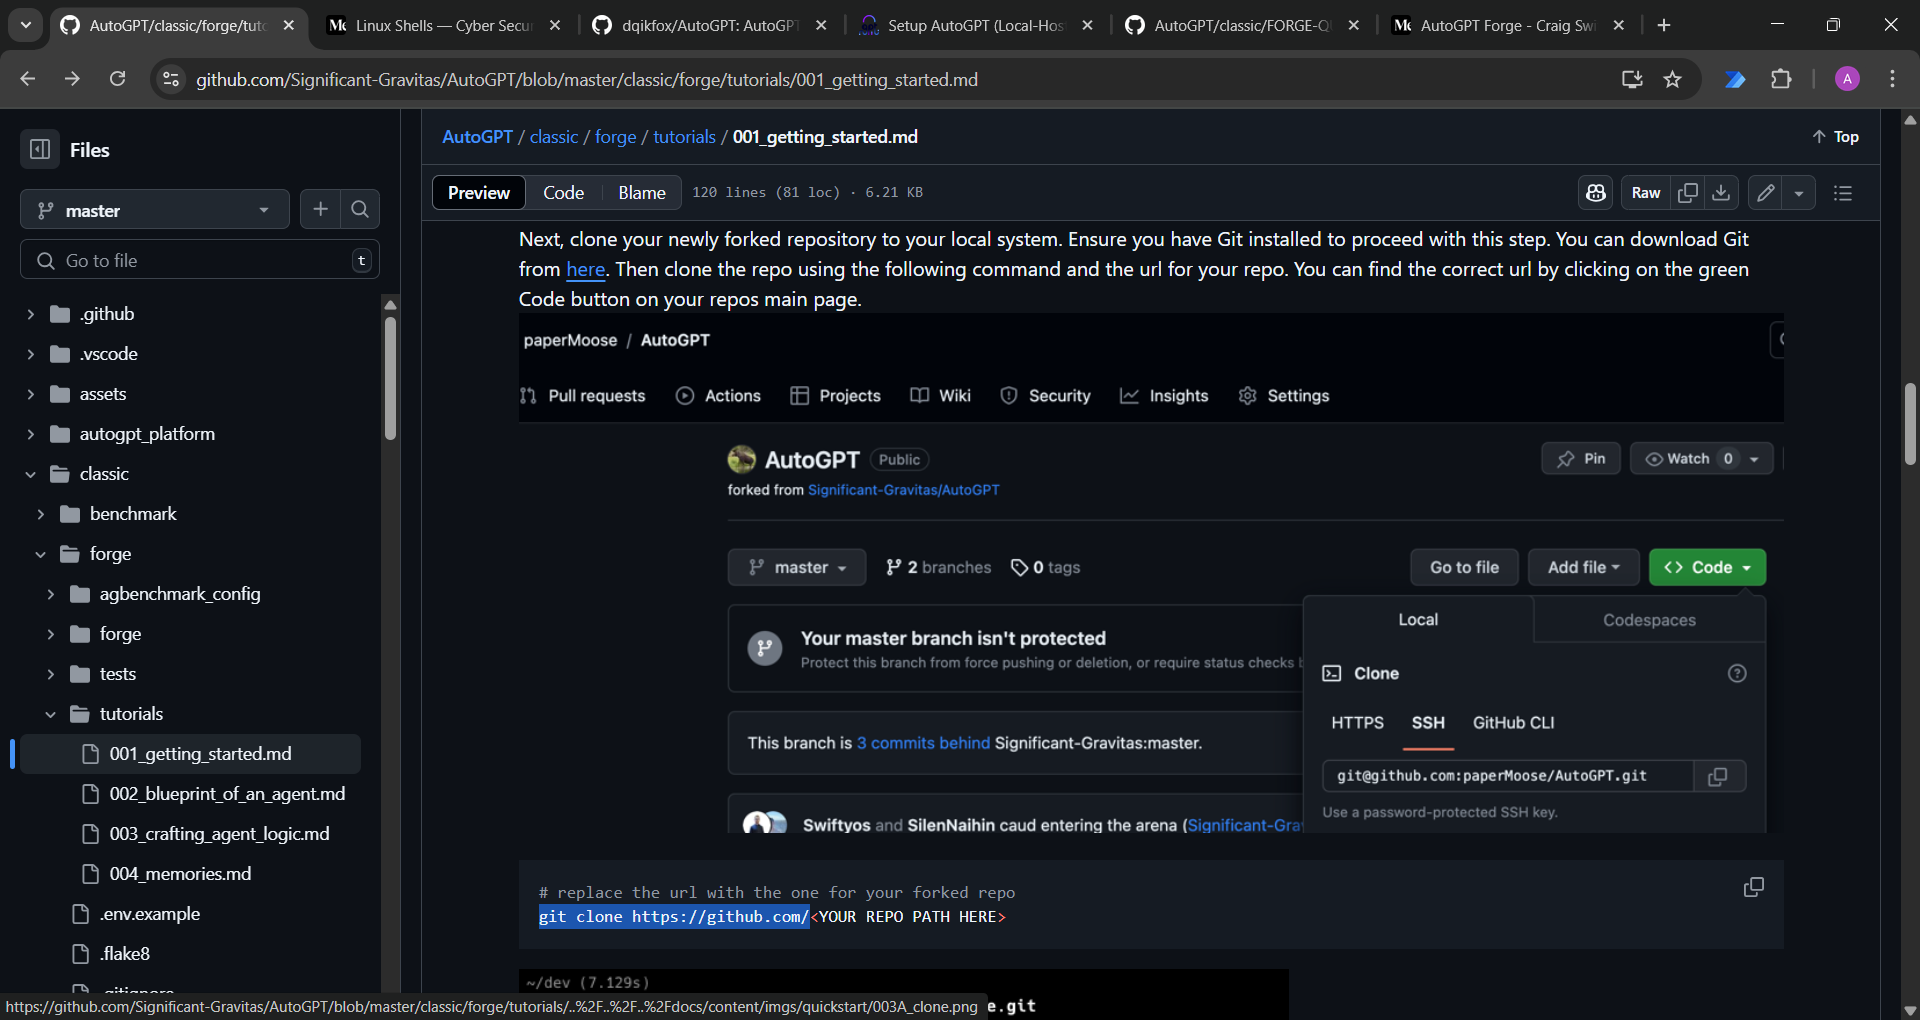 AutoGPT/classic/forge/tuto
Linux Shells — Cyber Secu
dqikfox/AutoGPT: AutoGPT
Setup AutoGPT (Local-Hos
AutoGPT/classic/FORGE-QU
AutoGPT Forge - Craig Swi
github.com/Significant-Gravitas/AutoGPT/blob/master/classic/forge/tutorials/001_getting_started.md
A
Files
AutoGPT / classic / forge / tutorials / 001_getting_started.md
Top
master
Preview
Code
Blame
120 lines (81 loc) · 6.21 KB
Raw
Go to file
t
.github
.vscode
assets
autogpt_platform
classic
benchmark
forge
agbenchmark_config
forge
tests
tutorials
001_getting_started.md
002_blueprint_of_an_agent.md
003_crafting_agent_logic.md
004_memories.md
.env.example
.flake8
Next, clone your newly forked repository to your local system. Ensure you have Git installed to proceed with this step. You can download Git
from here. Then clone the repo using the following command and the url for your repo. You can find the correct url by clicking on the green
Code button on your repos main page.
paperMoose / AutoGPT
Pull requests
Actions
Projects
Wiki
Security
Insights
Settings
AutoGPT
Public
Pin
Watch 0
forked from Significant-Gravitas/AutoGPT
master
2 branches
0 tags
Go to file
Add file
<> Code
Local
Codespaces
Your master branch isn't protected
Protect this branch from force pushing or deletion, or require status checks
Clone
HTTPS
SSH
GitHub CLI
This branch is 3 commits behind Significant-Gravitas:master.
git@github.com:paperMoose/AutoGPT.git
Use a password-protected SSH key.
Swiftyos and SilenNaihin caud entering the arena (Significant-Gra
# replace the url with the one for your forked repo
git clone https://github.com/<YOUR REPO PATH HERE>
~/dev (7.129s)
e.git
https://github.com/Significant-Gravitas/AutoGPT/blob/master/classic/forge/tutorials/..%2F..%2F..%2Fdocs/content/imgs/quickstart/003A_clone.png